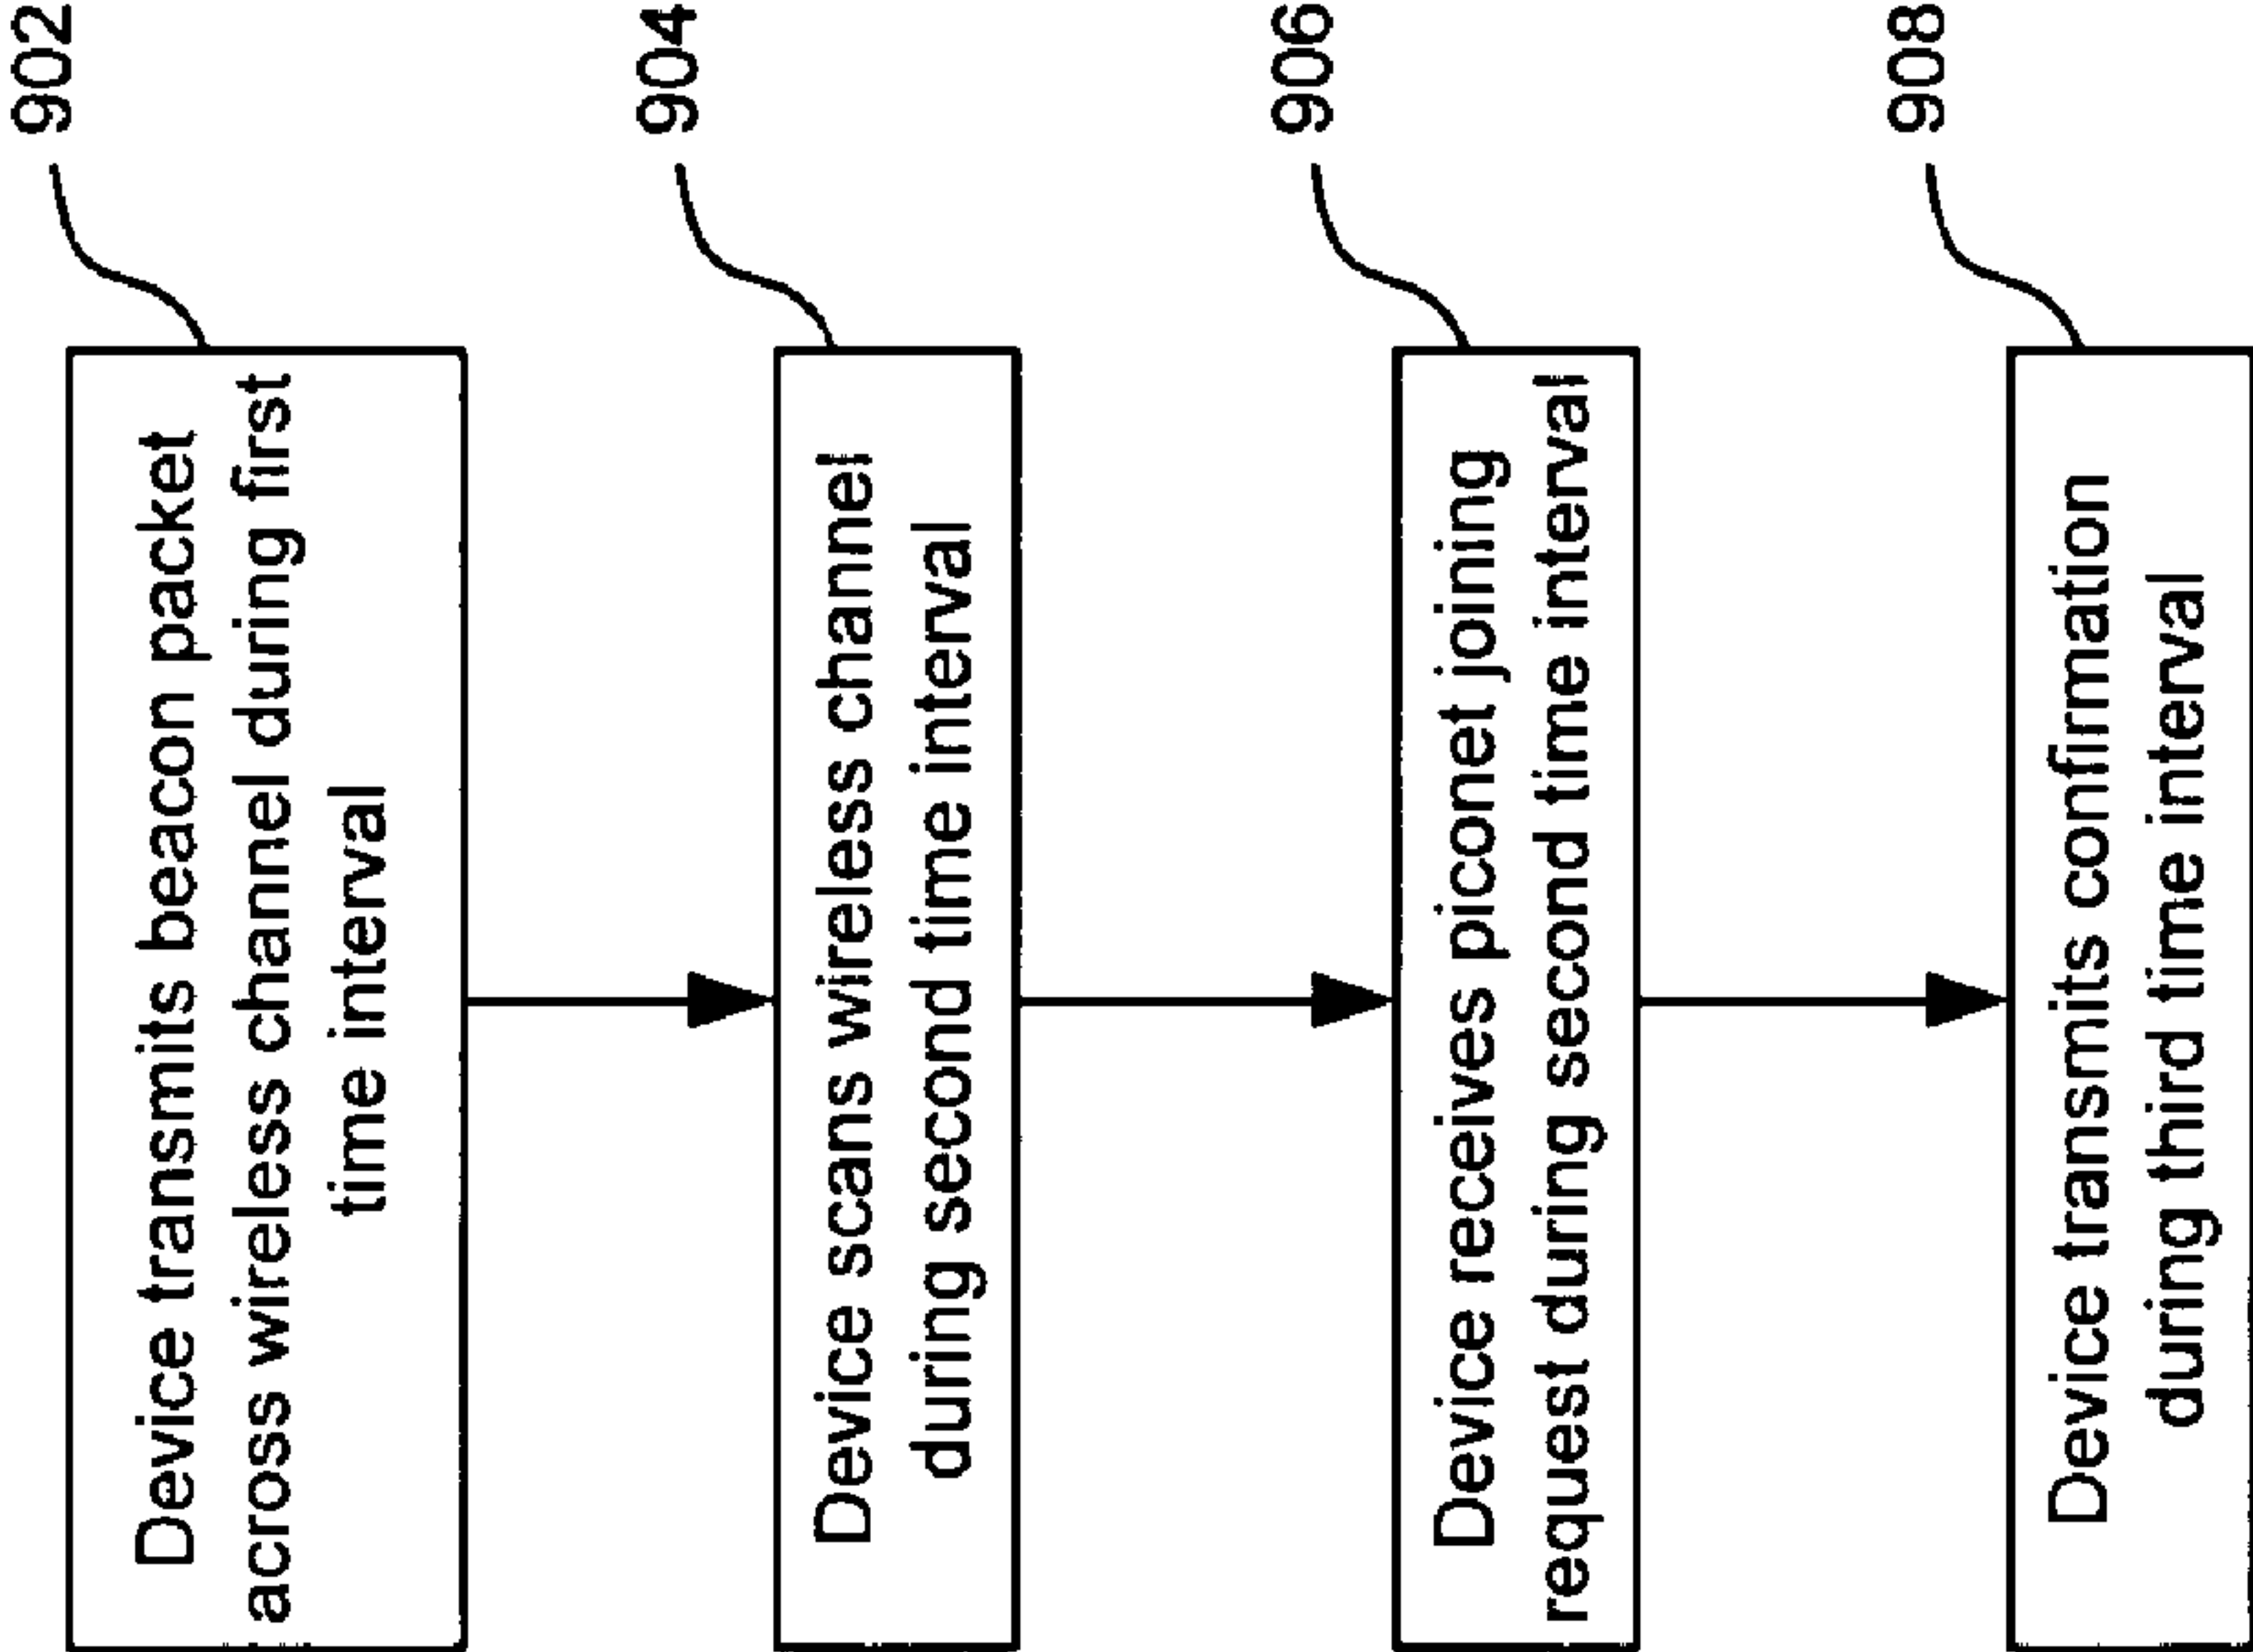 902
Device transmits beacon packet
across wireless channel during first
time interval
904
Device scans wireless channel
during second time interval
906
Device receives piconet joining
request during second time interval
908
Device transmits confirmation
during third time interval